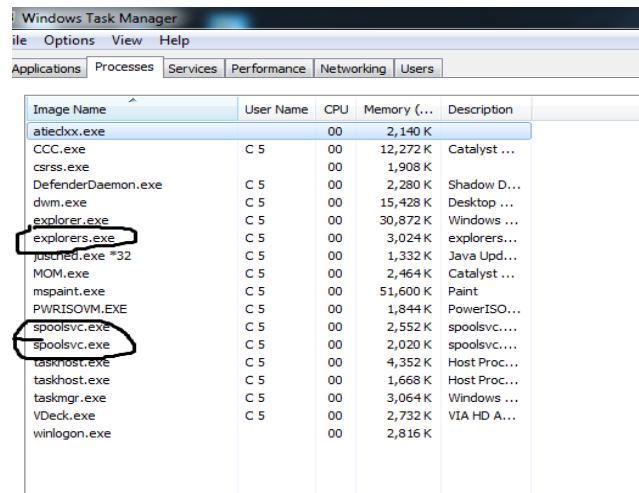 Windows Task Manager
ile Options View Help
Applications Processes Services Performance Networking Users
Image Name User Name CPU Memory (... Description
atieclxx.exe 00 2,140 K
CCC.exe C 5 00 12,272 K Catalyst ...
csrss.exe 00 1,908 K
DefenderDaemon.exe C 5 00 2,280 K Shadow D...
dwm.exe C 5 00 15,428 K Desktop ...
explorer.exe C 5 00 30,872 K Windows ...
explorers.exe C 5 00 3,024 K explorers...
jusched.exe *32 C 5 00 1,332 K Java Upd...
MOM.exe C 5 00 2,464 K Catalyst ...
mspaint.exe C 5 00 51,600 K Paint
PWRISOVM.EXE C 5 00 1,844 K PowerISO...
spoolsvc.exe C 5 00 2,552 K spoolsvc....
spoolsvc.exe C 5 00 2,020 K spoolsvc....
taskhost.exe C 5 00 4,352 K Host Proc...
taskhost.exe C 5 00 1,668 K Host Proc...
taskmgr.exe C 5 00 3,064 K Windows ...
VDeck.exe C 5 00 2,732 K VIA HD A...
winlogon.exe 00 2,816 K